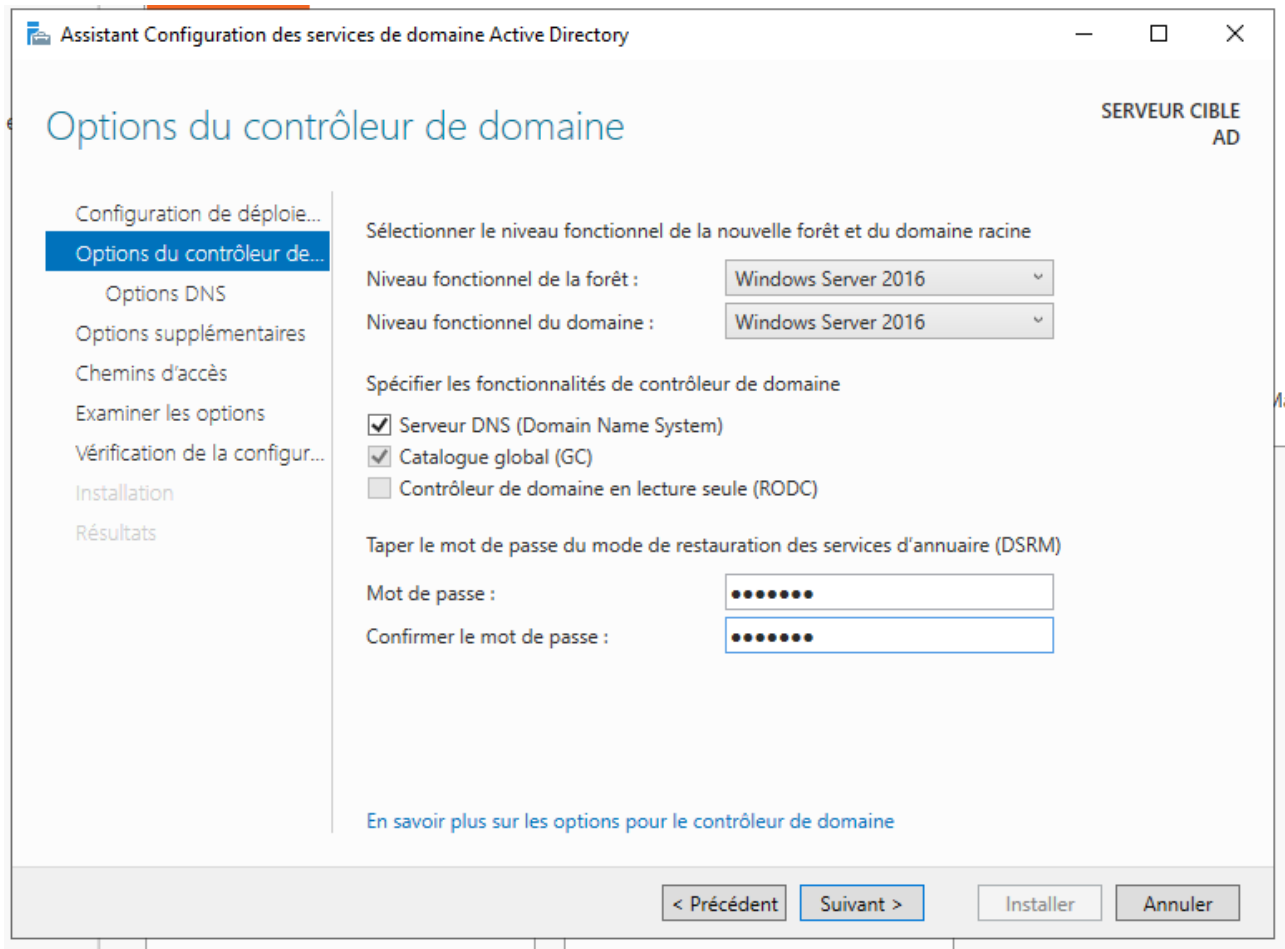 Assistant Configuration des services de domaine Active Directory
Options du contrôleur de domaine
SERVEUR CIBLE
AD
Configuration de déploie...
Options du contrôleur de...
Options DNS
Options supplémentaires
Chemins d'accès
Examiner les options
Vérification de la configur...
Installation
Résultats
Sélectionner le niveau fonctionnel de la nouvelle forêt et du domaine racine
Niveau fonctionnel de la forêt : Windows Server 2016
Niveau fonctionnel du domaine : Windows Server 2016
Spécifier les fonctionnalités de contrôleur de domaine
Serveur DNS (Domain Name System)
Catalogue global (GC)
Contrôleur de domaine en lecture seule (RODC)
Taper le mot de passe du mode de restauration des services d'annuaire (DSRM)
Mot de passe : •••••••
Confirmer le mot de passe : •••••••
En savoir plus sur les options pour le contrôleur de domaine
< Précédent Suivant > Installer Annuler